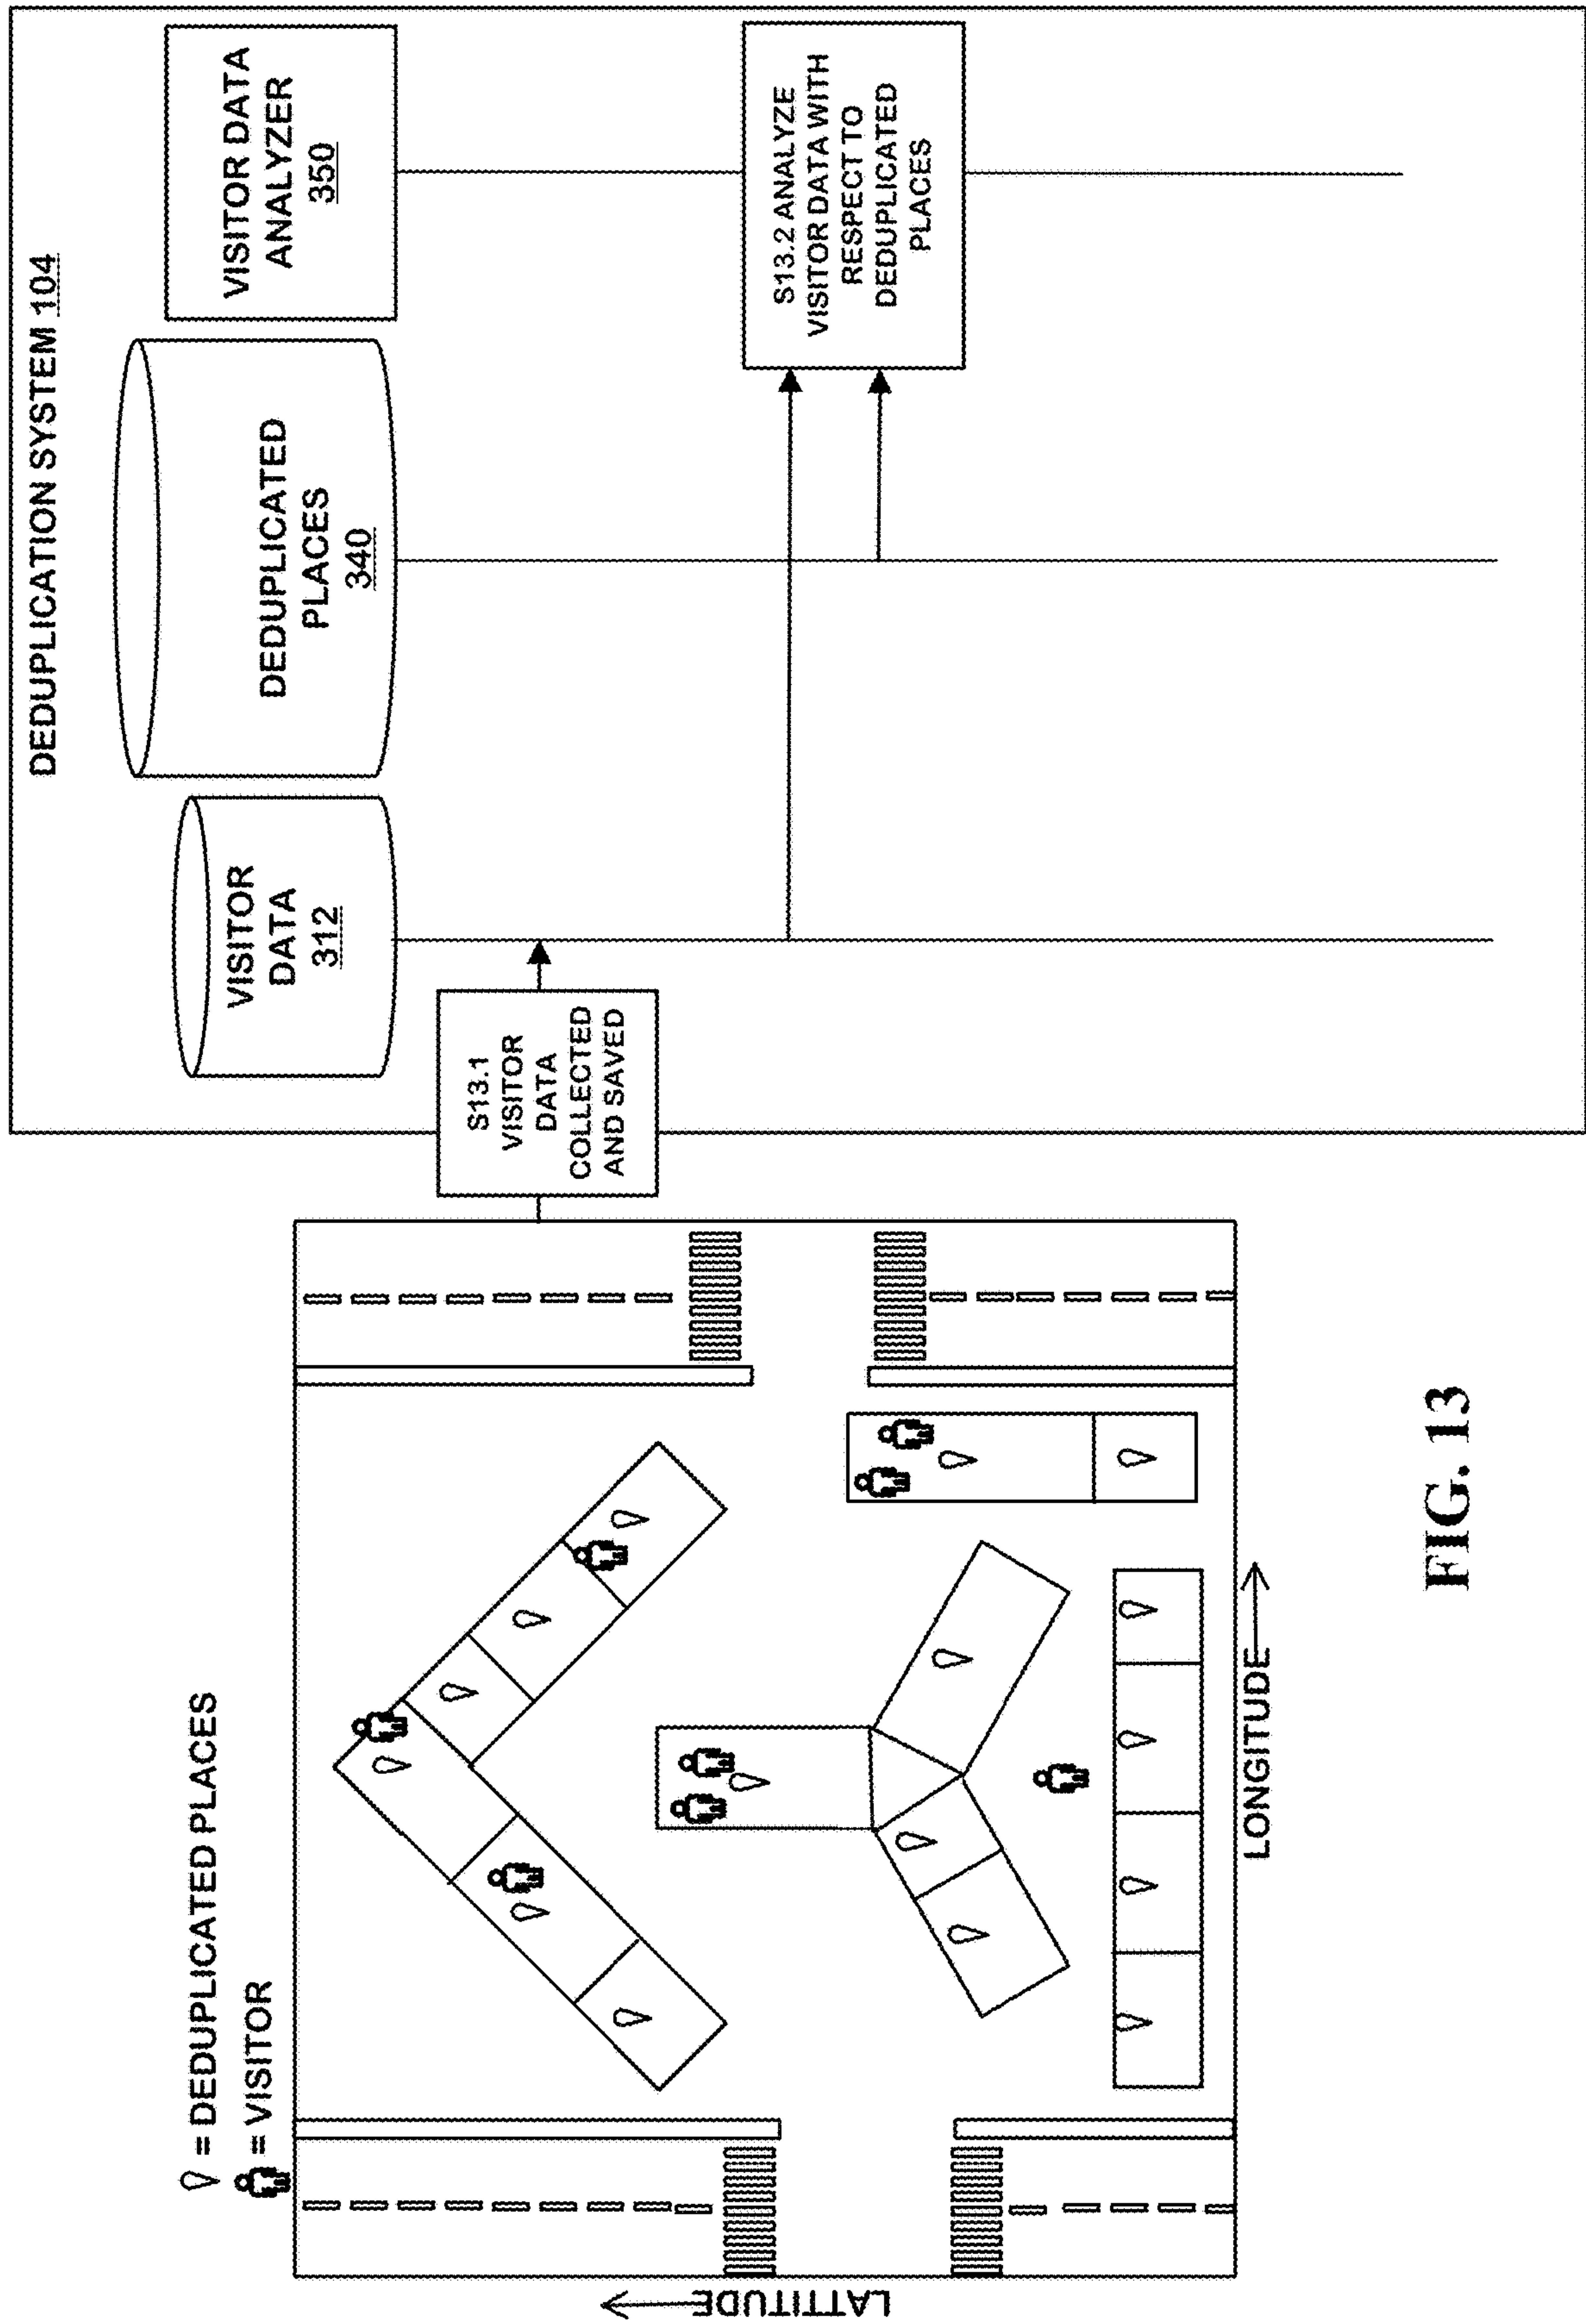 DEDUPLICATION SYSTEM 104
VISITOR
DATA
312
DEDUPLICATED
PLACES
340
VISITOR DATA
ANALYZER
350
= DEDUPLICATED PLACES
= VISITOR
S13.1
VISITOR
DATA
COLLECTED
AND SAVED
S13.2 ANALYZE
VISITOR DATA WITH
RESPECT TO
DEDUPLICATED
PLACES
LATTITUDE
LONGITUDE
FIG. 13